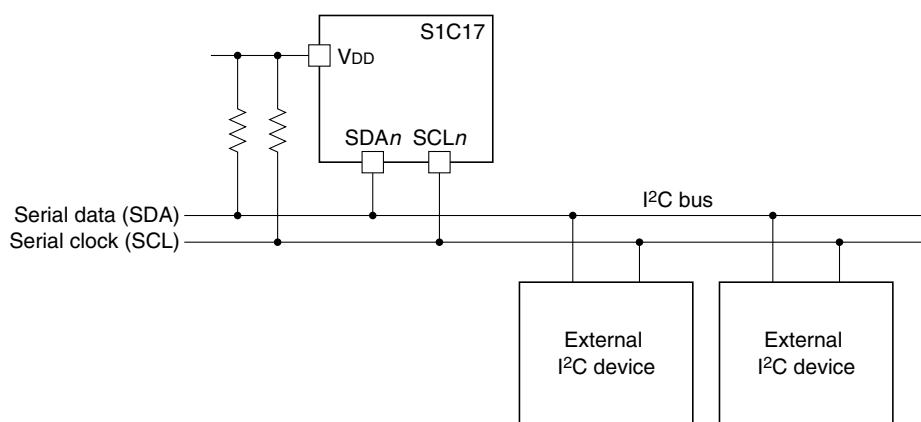 S1C17
VDD
SDAn SCLn
I²C bus
Serial data (SDA)
Serial clock (SCL)
External
I²C device
External
I²C device